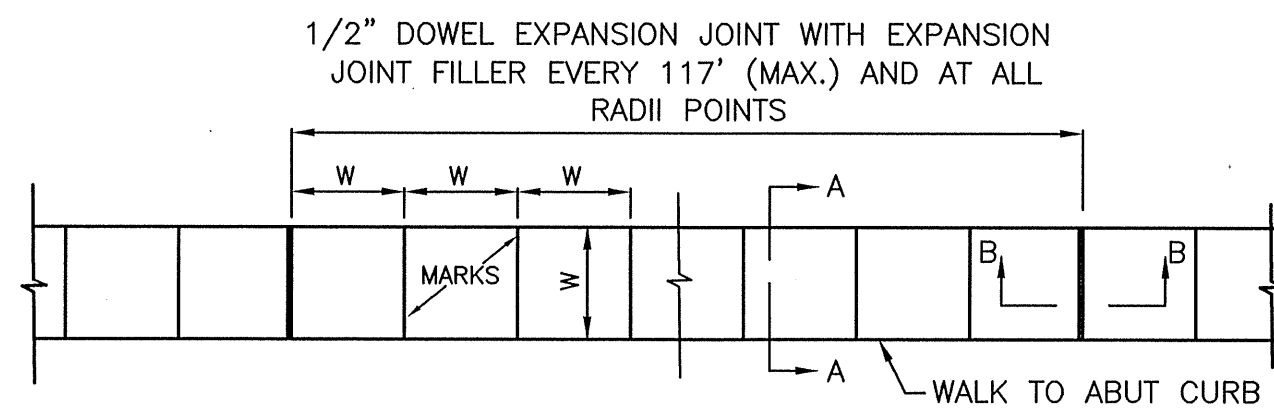 1/2” DOWEL EXPANSION JOINT WITH EXPANSION
JOINT FILLER EVERY 117' (MAX.) AND AT ALL
RADII POINTS
W
W
W
A
MARKS
W
B
B
A
WALK TO ABUT CURB